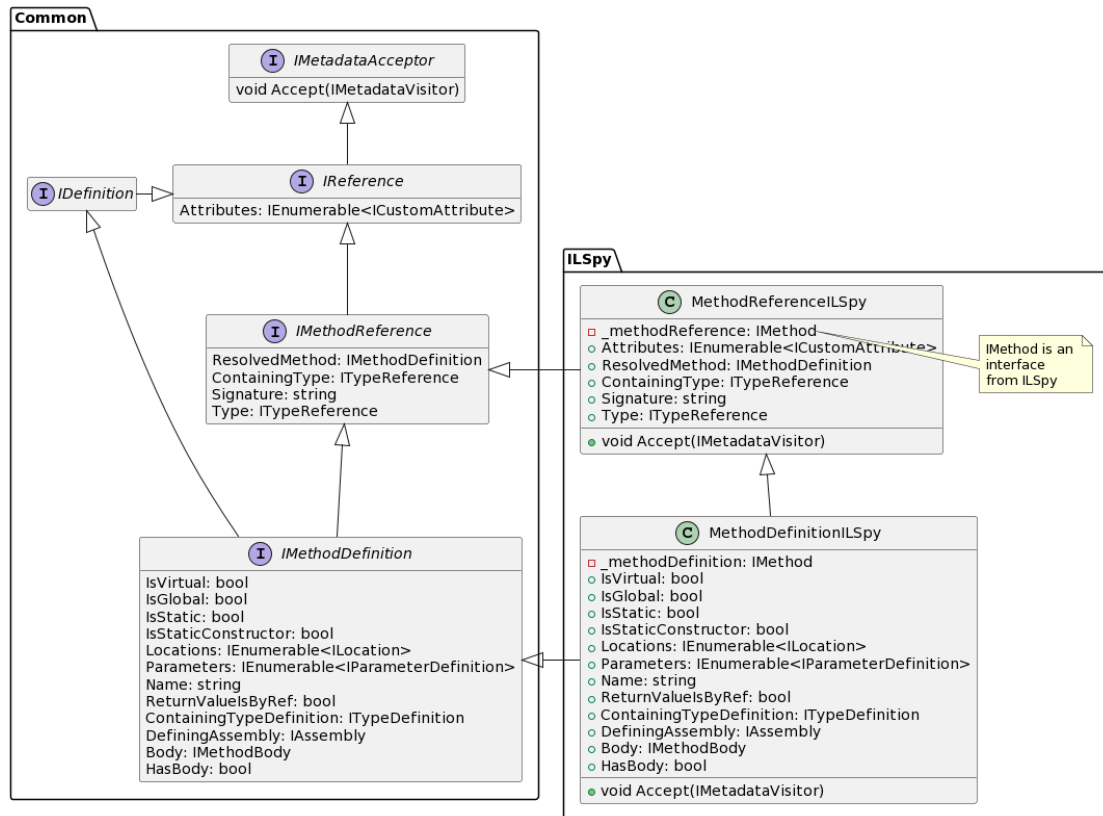 Common
I IMetadataAcceptor
void Accept(IMetadataVisitor)
I IDefinition
I IReference
Attributes: IEnumerable<ICustomAttribute>
I IMethodReference
ResolvedMethod: IMethodDefinition
ContainingType: ITypeReference
Signature: string
Type: ITypeReference
I IMethodDefinition
IsVirtual: bool
IsGlobal: bool
IsStatic: bool
IsStaticConstructor: bool
Locations: IEnumerable<ILocation>
Parameters: IEnumerable<IParameterDefinition>
Name: string
ReturnValueIsByRef: bool
ContainingTypeDefinition: ITypeDefinition
DefiningAssembly: IAssembly
Body: IMethodBody
HasBody: bool
ILSpy
C MethodReferenceILSpy
_methodReference: IMethod
Attributes: IEnumerable<ICustomAttribute>
ResolvedMethod: IMethodDefinition
ContainingType: ITypeReference
Signature: string
Type: ITypeReference
void Accept(IMetadataVisitor)
IMethod is an
interface
from ILSpy
C MethodDefinitionILSpy
_methodDefinition: IMethod
IsVirtual: bool
IsGlobal: bool
IsStatic: bool
IsStaticConstructor: bool
Locations: IEnumerable<ILocation>
Parameters: IEnumerable<IParameterDefinition>
Name: string
ReturnValueIsByRef: bool
ContainingTypeDefinition: ITypeDefinition
DefiningAssembly: IAssembly
Body: IMethodBody
HasBody: bool
void Accept(IMetadataVisitor)